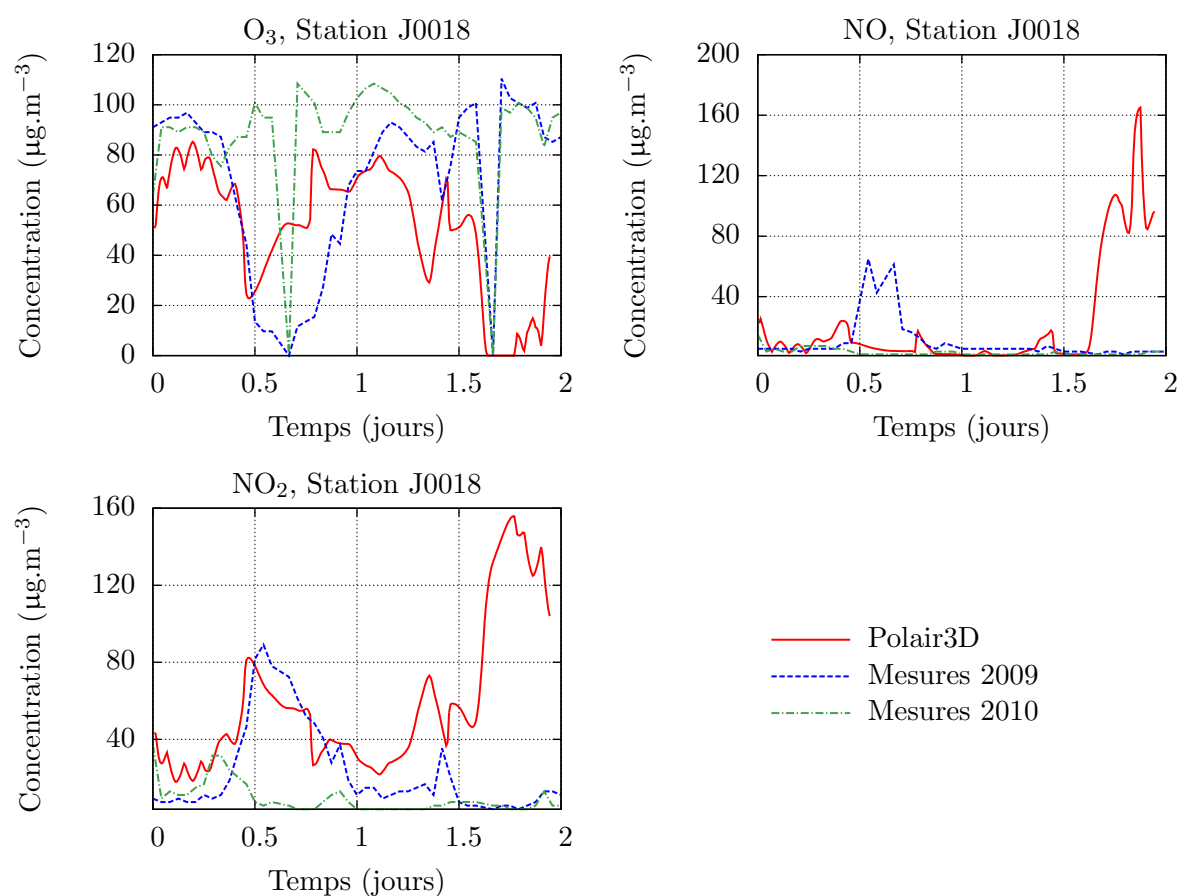 O₃, Station J0018
120
100
80
60
40
20
0
Concentration (µg.m⁻³)
0 0.5 1 1.5 2
Temps (jours)
NO, Station J0018
200
160
120
80
40
Concentration (µg.m⁻³)
0 0.5 1 1.5 2
Temps (jours)
NO₂, Station J0018
160
120
80
40
Concentration (µg.m⁻³)
0 0.5 1 1.5 2
Temps (jours)
Polair3D
Mesures 2009
Mesures 2010